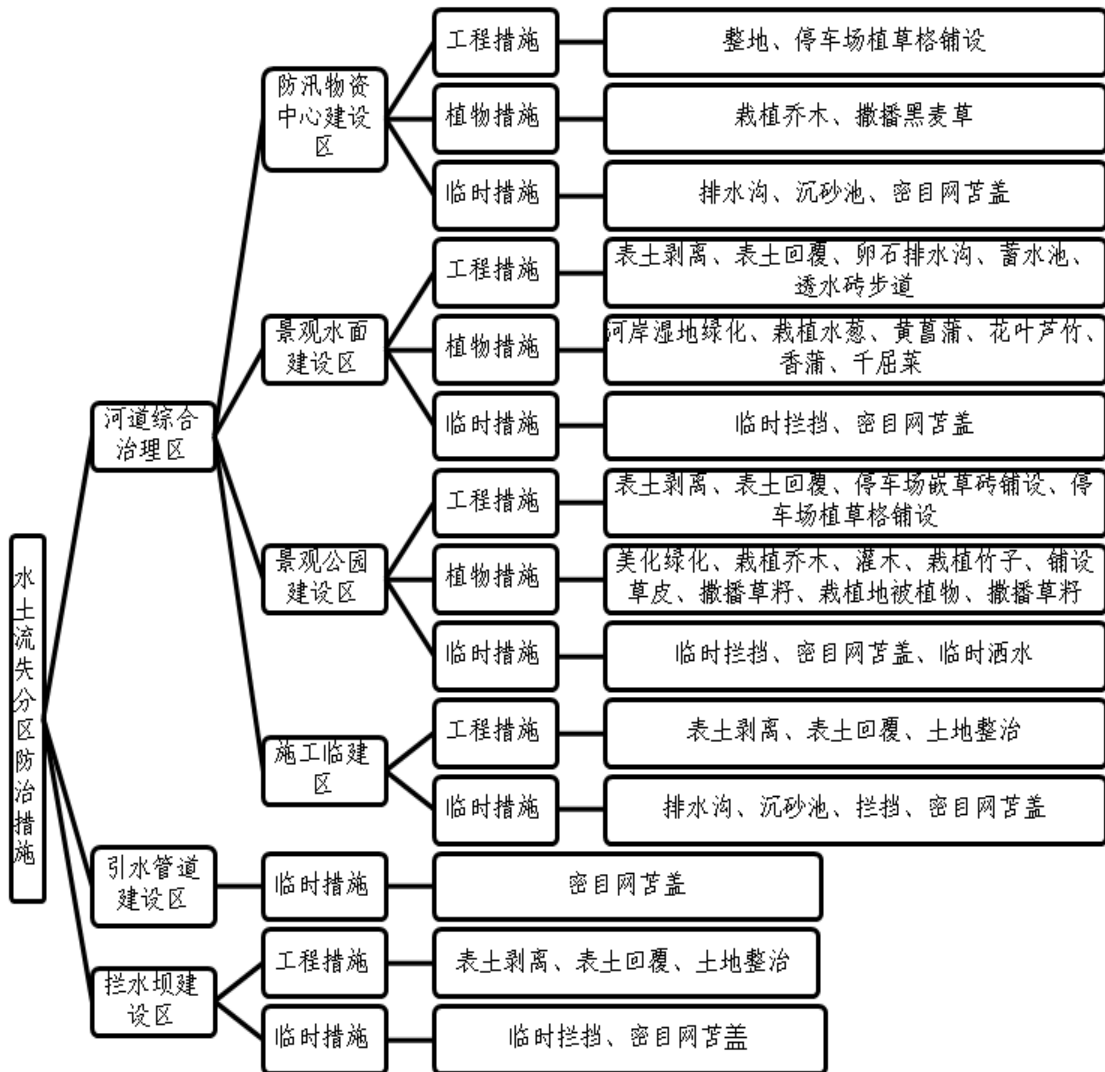 水土流失分区防治措施
河道综合
治理区
防汛物资
中心建设
区
工程措施
整地、停车场植草格铺设
植物措施
栽植乔木、撒播黑麦草
临时措施
排水沟、沉砂池、密目网苫盖
景观水面
建设区
工程措施
表土剥离、表土回覆、卵石排水沟、蓄水池、
透水砖步道
植物措施
河岸湿地绿化、栽植水葱、黄菖蒲、花叶芦竹、
香蒲、千屈菜
临时措施
临时拦挡、密目网苫盖
景观公园
建设区
工程措施
表土剥离、表土回覆、停车场嵌草砖铺设、停
车场植草格铺设
植物措施
美化绿化、栽植乔木、灌木、栽植竹子、铺设
草皮、撒播草籽、栽植地被植物、撒播草籽
临时措施
临时拦挡、密目网苫盖、临时洒水
施工临建
区
工程措施
表土剥离、表土回覆、土地整治
临时措施
排水沟、沉砂池、拦挡、密目网苫盖
引水管道
建设区
临时措施
密目网苫盖
拦水坝建
设区
工程措施
表土剥离、表土回覆、土地整治
临时措施
临时拦挡、密目网苫盖